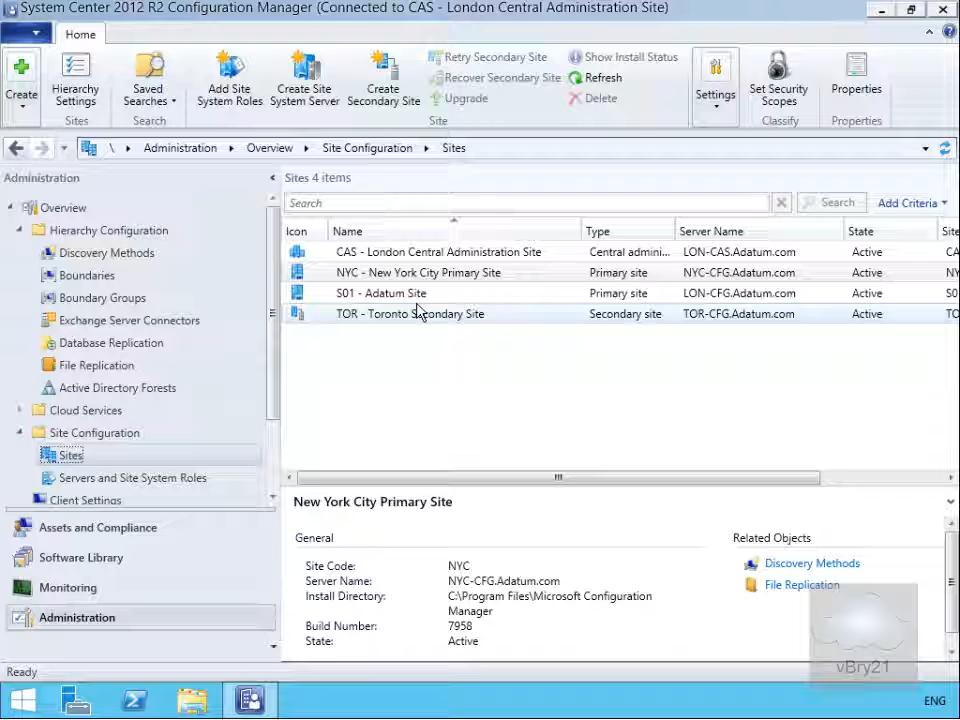 System Center 2012 R2 Configuration Manager (Connected to CAS - London Central Administration Site)
Home
Create
Hierarchy Settings
Sites
Saved Searches
Search
Add Site System Roles
Create Site System Server
Create Secondary Site
Retry Secondary Site
Recover Secondary Site
Upgrade
Show Install Status
Refresh
Delete
Site
Settings
Set Security Scopes
Classify
Properties
Properties
\ Administration Overview Site Configuration Sites
Administration
Overview
Hierarchy Configuration
Discovery Methods
Boundaries
Boundary Groups
Exchange Server Connectors
Database Replication
File Replication
Active Directory Forests
Cloud Services
Site Configuration
Sites
Servers and Site System Roles
Client Settings
Assets and Compliance
Software Library
Monitoring
Administration
Sites 4 items
Search
Search
Add Criteria
Icon Name Type Server Name State Site
CAS - London Central Administration Site Central admini... LON-CAS.Adatum.com Active CA
NYC - New York City Primary Site Primary site NYC-CFG.Adatum.com Active NY
S01 - Adatum Site Primary site LON-CFG.Adatum.com Active S0
TOR - Toronto Secondary Site Secondary site TOR-CFG.Adatum.com Active TO
New York City Primary Site
General
Site Code: NYC
Server Name: NYC-CFG.Adatum.com
Install Directory: C:\Program Files\Microsoft Configuration
Manager
Build Number: 7958
State: Active
Related Objects
Discovery Methods
File Replication
vBry21
Ready
ENG